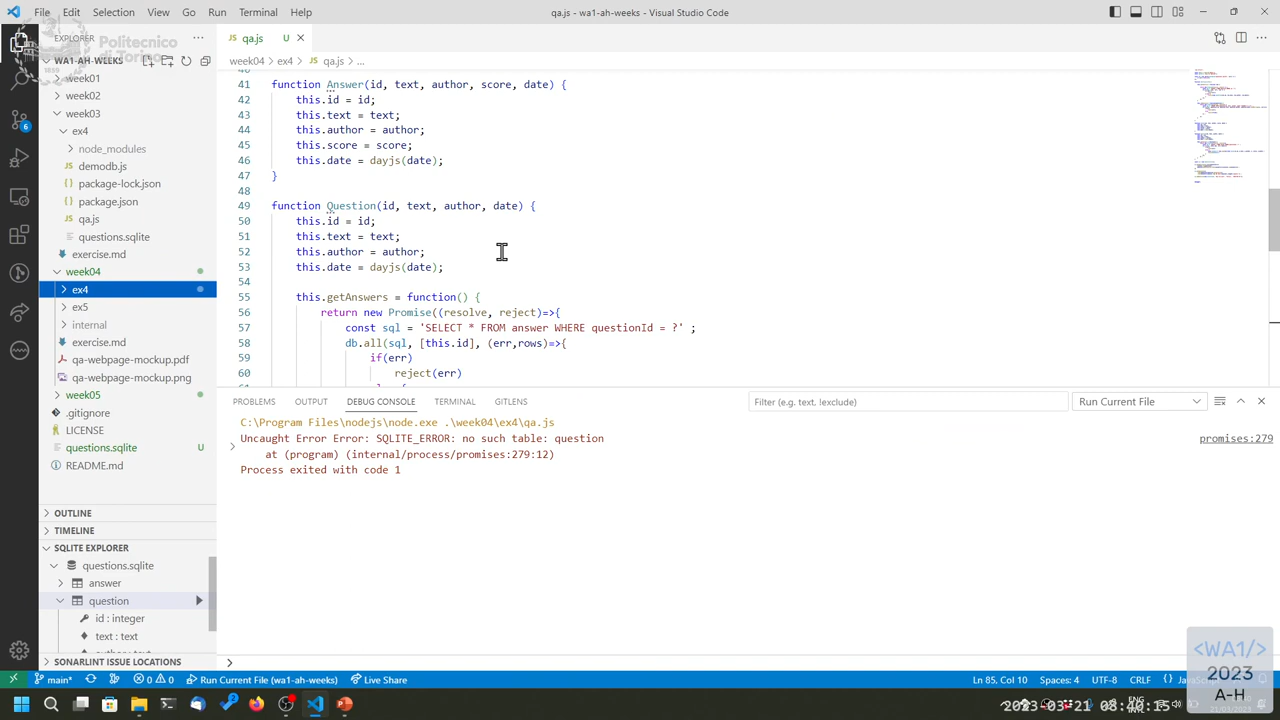 File Edit Selection View Go Run Terminal Help
qa.js - wa1-ah-weeks - Visual Studio Code
EXPLORER
Politecnico
di Torino
WA1-AH-WEEKS
week01
week02
week03
ex4
node_modules
demodb.js
package-lock.json
package.json
qa.js
questions.sqlite
exercise.md
week04
ex4
ex5
internal
exercise.md
qa-webpage-mockup.pdf
qa-webpage-mockup.png
week05
.gitignore
LICENSE
questions.sqlite U
README.md
OUTLINE
TIMELINE
SQLITE EXPLORER
questions.sqlite
answer
question
id : integer
text : text
SONARLINT ISSUE LOCATIONS
qa.js U
week04 > ex4 > qa.js > ...
41 function Answer(id, text, author, score, date) {
42 this.id = id;
43 this.text = text;
44 this.author = author;
45 this.score = score;
46 this.date = dayjs(date);
47 }
48
49 function Question(id, text, author, date) {
50 this.id = id;
51 this.text = text;
52 this.author = author;
53 this.date = dayjs(date);
54
55 this.getAnswers = function() {
56 return new Promise((resolve, reject)=>{
57 const sql = 'SELECT * FROM answer WHERE questionId = ?' ;
58 db.all(sql, [this.id], (err,rows)=>{
59 if(err)
60 reject(err)
PROBLEMS OUTPUT DEBUG CONSOLE TERMINAL GITLENS
Filter (e.g. text, !exclude)
Run Current File
C:\Program Files\nodejs\node.exe .\week04\ex4\qa.js
Uncaught Error Error: SQLITE_ERROR: no such table: question
promises:279
at (program) (internal/process/promises:279:12)
Process exited with code 1
main* 0 0 Run Current File (wa1-ah-weeks) Live Share
Ln 85, Col 10 Spaces: 4 UTF-8 CRLF
<WA1/>
2023
A-H
ENG
2023-03-21 08:40:15